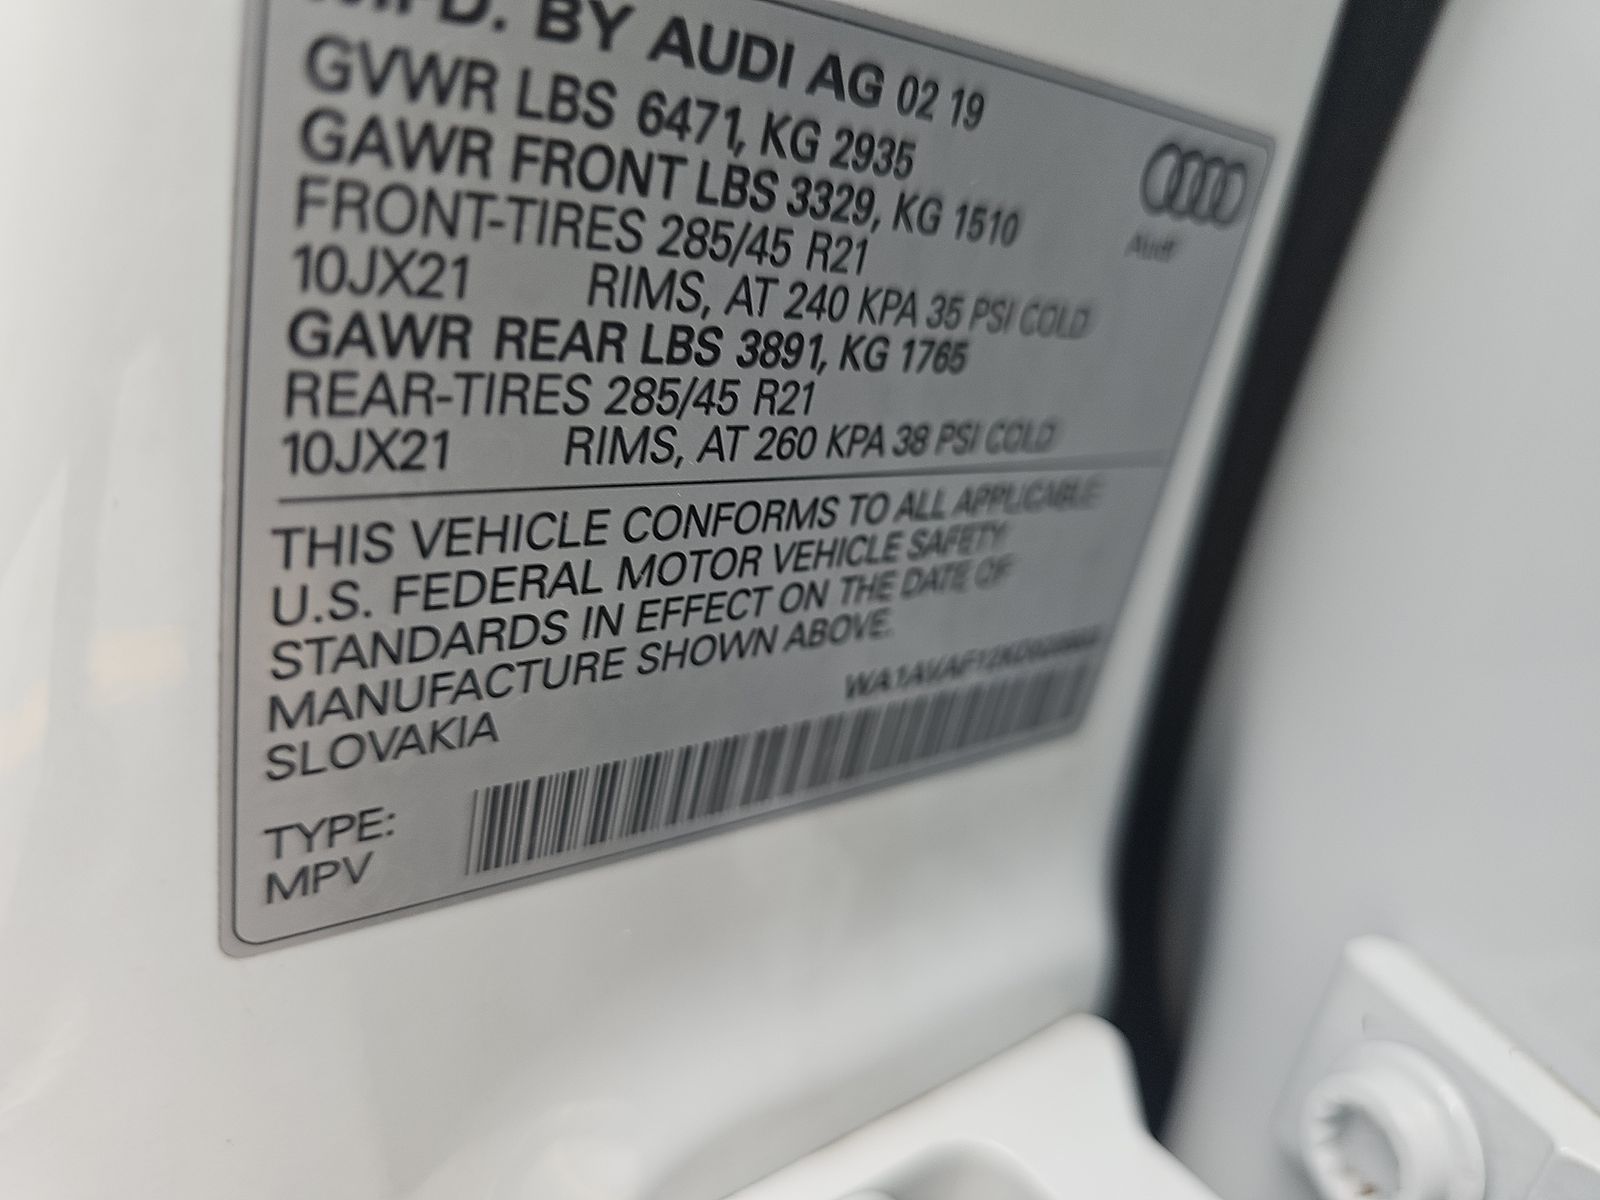 MFD. BY AUDI AG 02 19
GVWR LBS 6471, KG 2935
GAWR FRONT LBS 3329, KG 1510
FRONT-TIRES 285/45 R21
10JX21 RIMS, AT 240 KPA 35 PSI COLD
GAWR REAR LBS 3891, KG 1765
REAR-TIRES 285/45 R21
10JX21 RIMS, AT 260 KPA 38 PSI COLD
Audi
THIS VEHICLE CONFORMS TO ALL APPLICABLE
U.S. FEDERAL MOTOR VEHICLE SAFETY
STANDARDS IN EFFECT ON THE DATE OF
MANUFACTURE SHOWN ABOVE.
SLOVAKIA
TYPE:
MPV